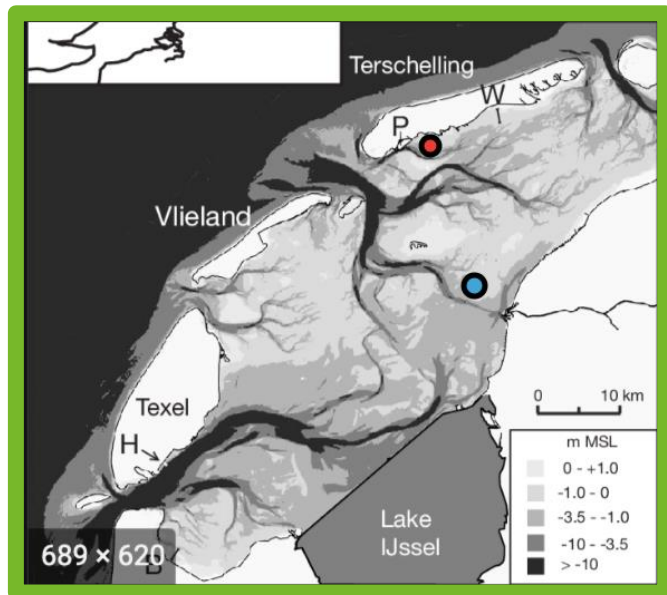 Terschelling
W
P
Vlieland
Texel
H
0 10 km
m MSL
0 - +1.0
-1.0 - 0
-3.5 - -1.0
-10 - -3.5
> -10
Lake
IJssel
689 × 620
B